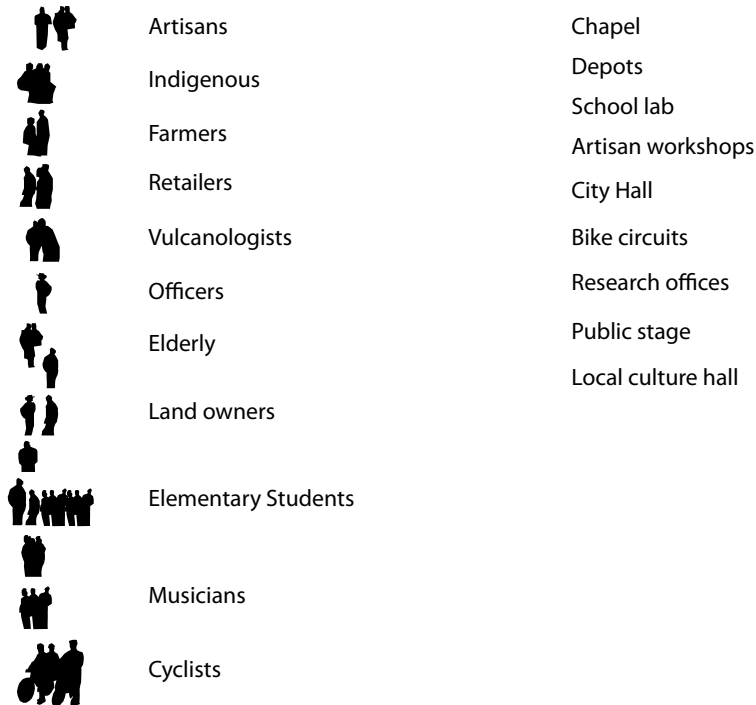 Artisans
Indigenous
Farmers
Retailers
Vulcanologists
Officers
Elderly
Land owners
Elementary Students
Musicians
Cyclists
Chapel
Depots
School lab
Artisan workshops
City Hall
Bike circuits
Research offices
Public stage
Local culture hall